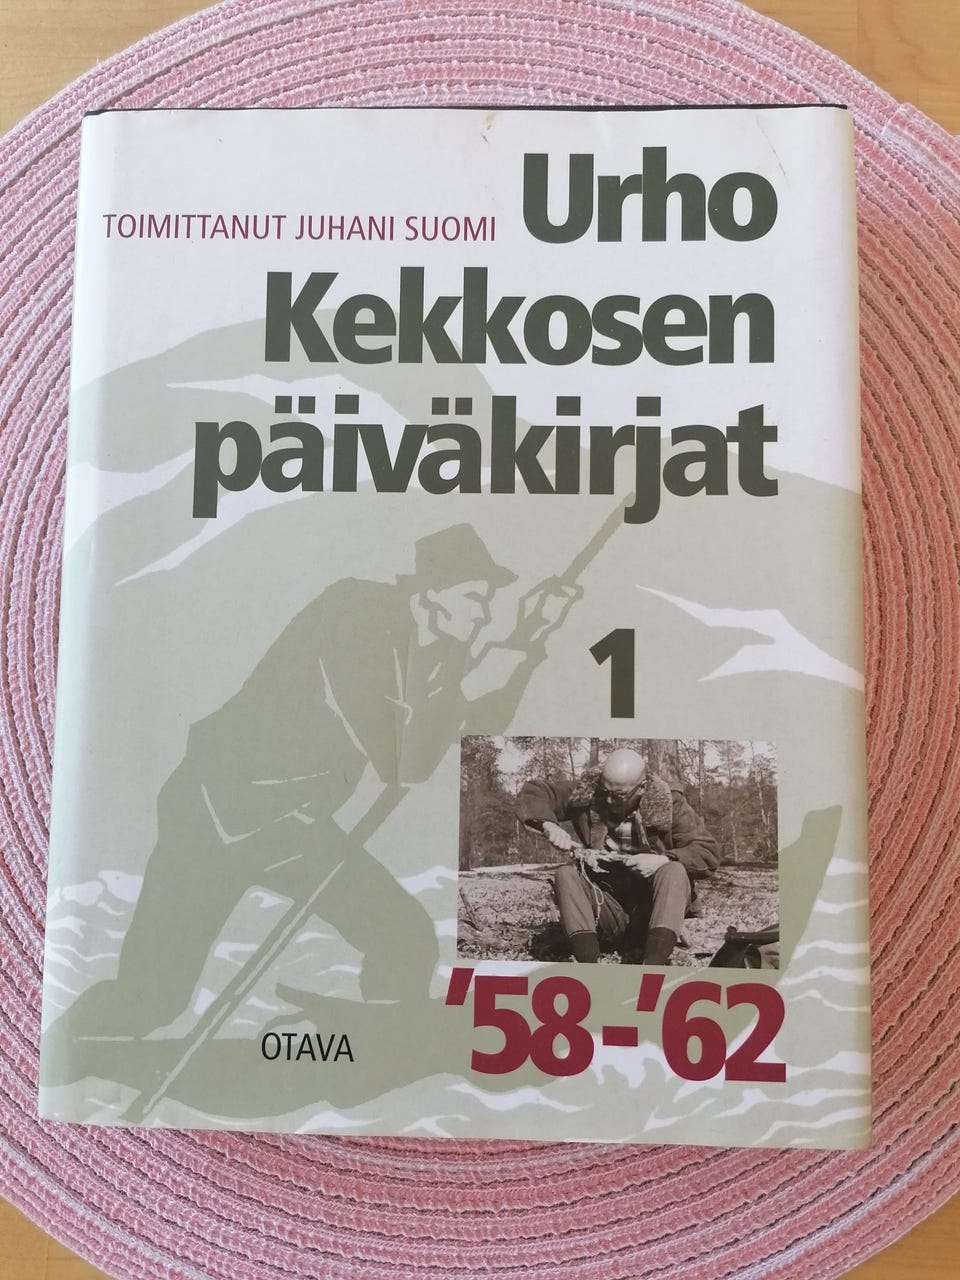 TOIMITTANUT JUHANI SUOMI Urho
Kekkosen
päiväkirjat
1
'58-'62
OTAVA